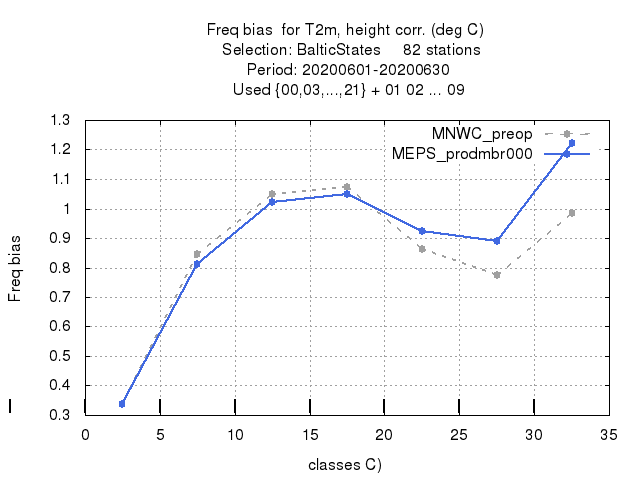 Freq bias for T2m, height corr. (deg C)
Selection: BalticStates 82 stations
Period: 20200601-20200630
Used {00,03,...,21} + 01 02 ... 09
MNWC_preop
MEPS_prodmbr000
1.3
1.2
1.1
1
0.9
0.8
0.7
0.6
0.5
0.4
0.3
Freq bias
0 5 10 15 20 25 30 35
classes C)